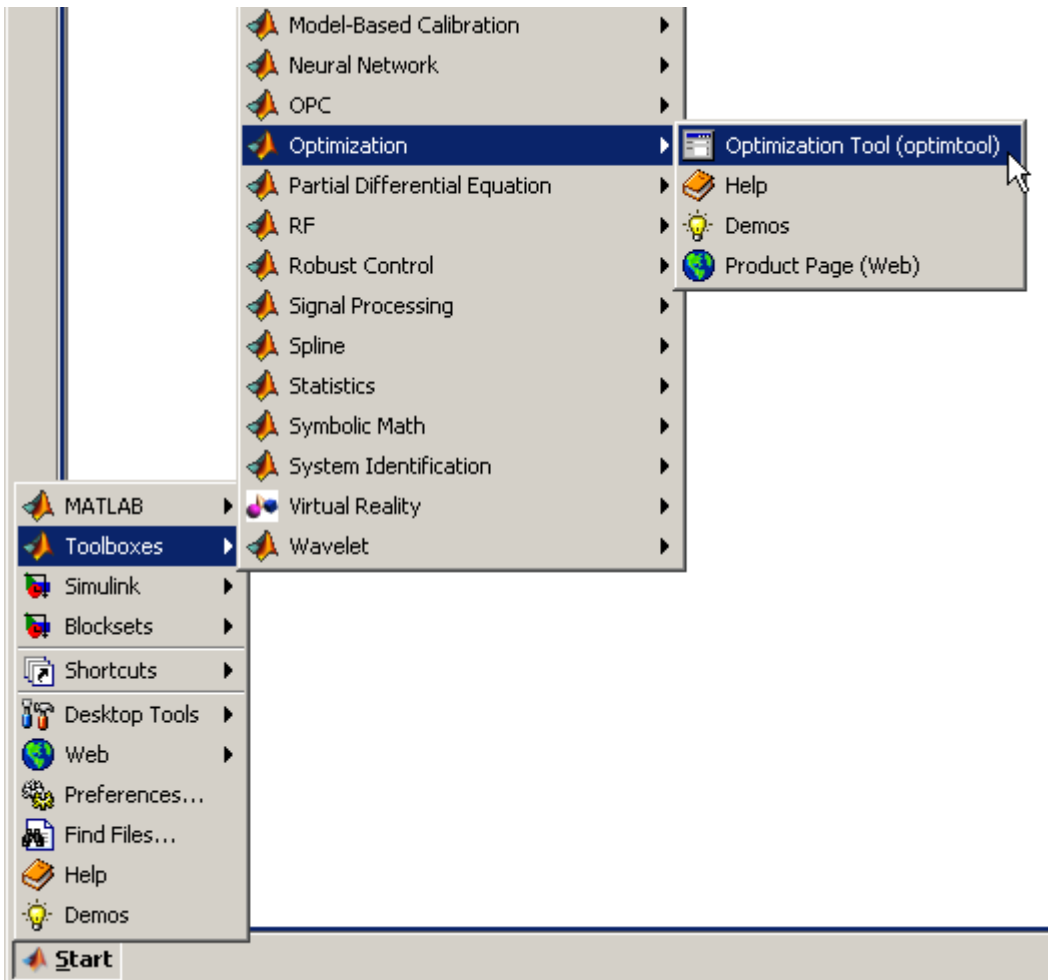 Model-Based Calibration
Neural Network
OPC
Optimization
Partial Differential Equation
RF
Robust Control
Signal Processing
Spline
Statistics
Symbolic Math
System Identification
Virtual Reality
Wavelet
Optimization Tool (optimtool)
Help
Demos
Product Page (Web)
MATLAB
Toolboxes
Simulink
Blocksets
Shortcuts
Desktop Tools
Web
Preferences...
Find Files...
Help
Demos
Start